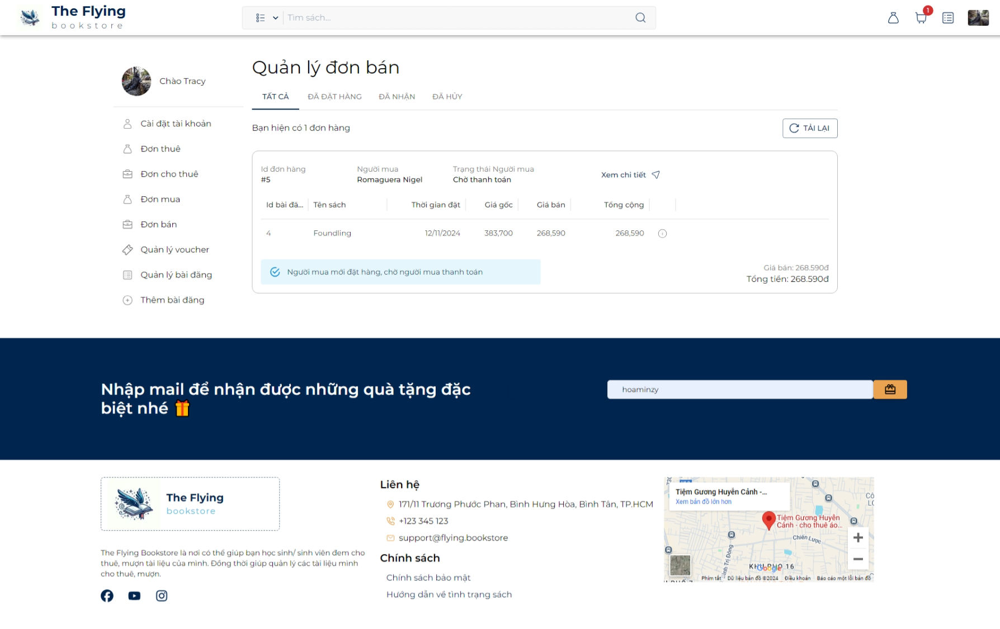 The Flying
bookstore
Tìm sách...
1
Chào Tracy
Cài đặt tài khoản
Đơn thuê
Đơn cho thuê
Đơn mua
Đơn bán
Quản lý voucher
Quản lý bài đăng
Thêm bài đăng
Quản lý đơn bán
TẤT CẢ ĐÃ ĐẶT HÀNG ĐÃ NHẬN ĐÃ HỦY
Bạn hiện có 1 đơn hàng
TẢI LẠI
Id đơn hàng Người mua Trạng thái Người mua
#5 Romaguera Nigel Chờ thanh toán
Xem chi tiết
Id bài đă... Tên sách Thời gian đặt Giá gốc Giá bán Tổng cộng
4 Foundling 12/11/2024 383,700 268,590 268,590
Người mua mới đặt hàng, chờ người mua thanh toán
Giá bán: 268.590đ
Tổng tiền: 268.590đ
Nhập mail để nhận được những quà tặng đặc
biệt nhé
hoaminzy
The Flying
bookstore
The Flying Bookstore là nơi có thể giúp bạn học sinh/ sinh viên đem cho
thuê, mượn tài liệu của mình. Đồng thời giúp quản lý các tài liệu mình
cho thuê, mượn.
Liên hệ
171/11 Trương Phước Phan, Bình Hưng Hòa, Bình Tân, TP.HCM
+123 345 123
support@flying.bookstore
Chính sách
Chính sách bảo mật
Hướng dẫn về tình trạng sách
Tiệm Gương Huyễn Cảnh -...
Xem bản đồ lớn hơn
Tiệm Gương Huyễn
Cảnh - cho thuê áo...
Chiến Lược
KHU PHO 16
Google
Phím tắt Dữ liệu bản đồ ©2024 Điều khoản Báo cáo một lỗi bản đồ